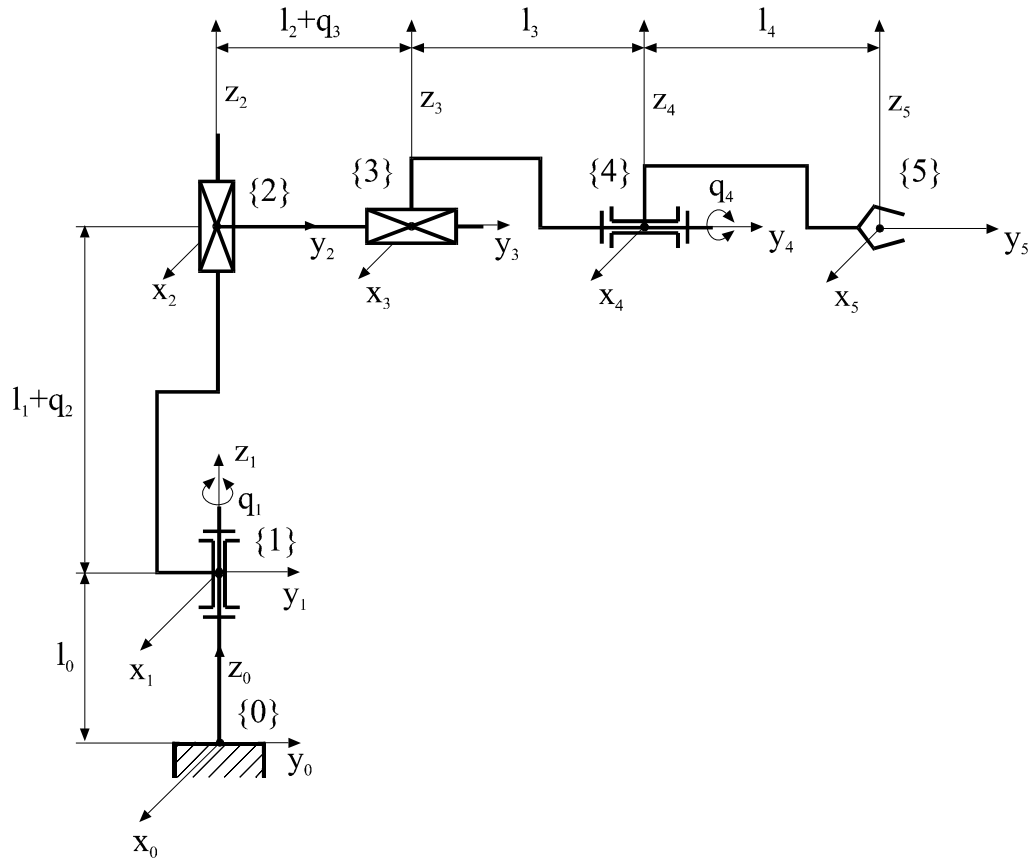 l₂+q₃ l₃ l₄
z₂ z₃ z₄ z₅
{2} {3} {4} {5}
q₄
y₂ y₃ y₄ y₅
x₂ x₃ x₄ x₅
l₁+q₂
z₁
q₁
{1}
y₁
l₀
x₁ z₀
{0}
y₀
x₀